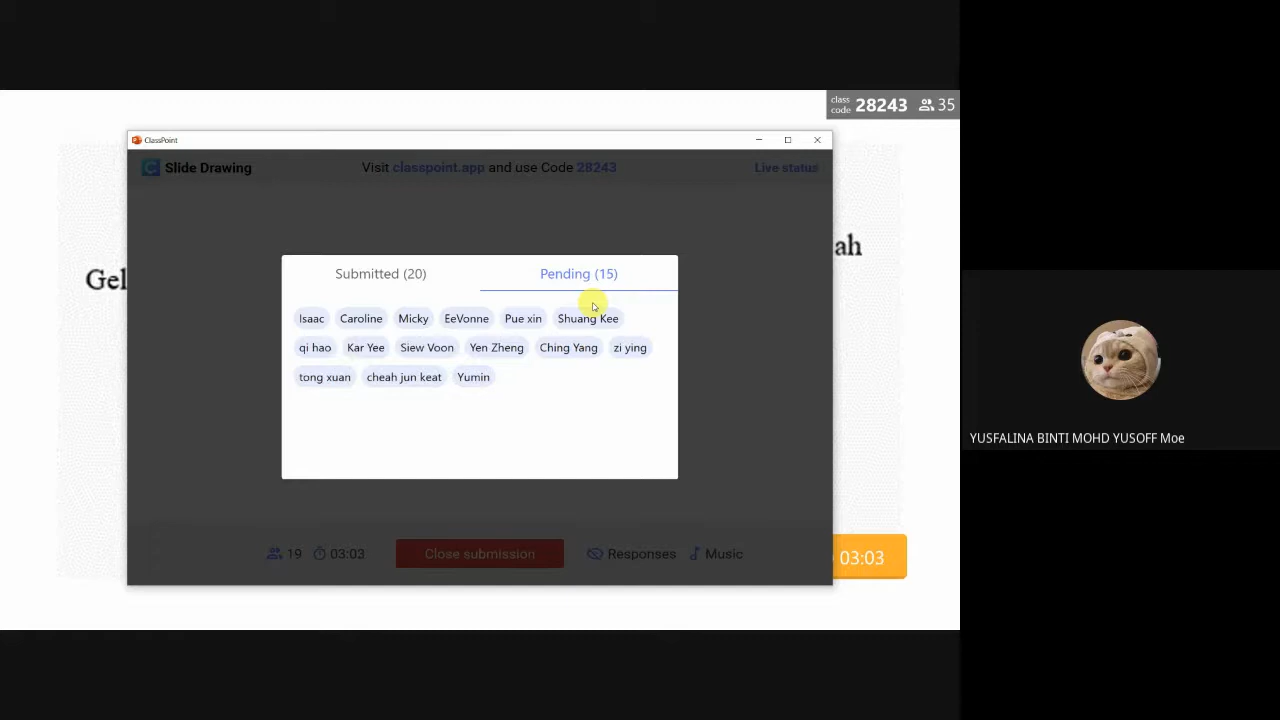 class code 28243 35
ClassPoint
Slide Drawing Visit classpoint.app and use Code 28243 Live status
ah
Gel
Submitted (20) Pending (15)
Isaac Caroline Micky EeVonne Pue xin Shuang Kee
qi hao Kar Yee Siew Voon Yen Zheng Ching Yang zi ying
tong xuan cheah jun keat Yumin
YUSFALINA BINTI MOHD YUSOFF Moe
19 03:03 Close submission Responses Music
03:03